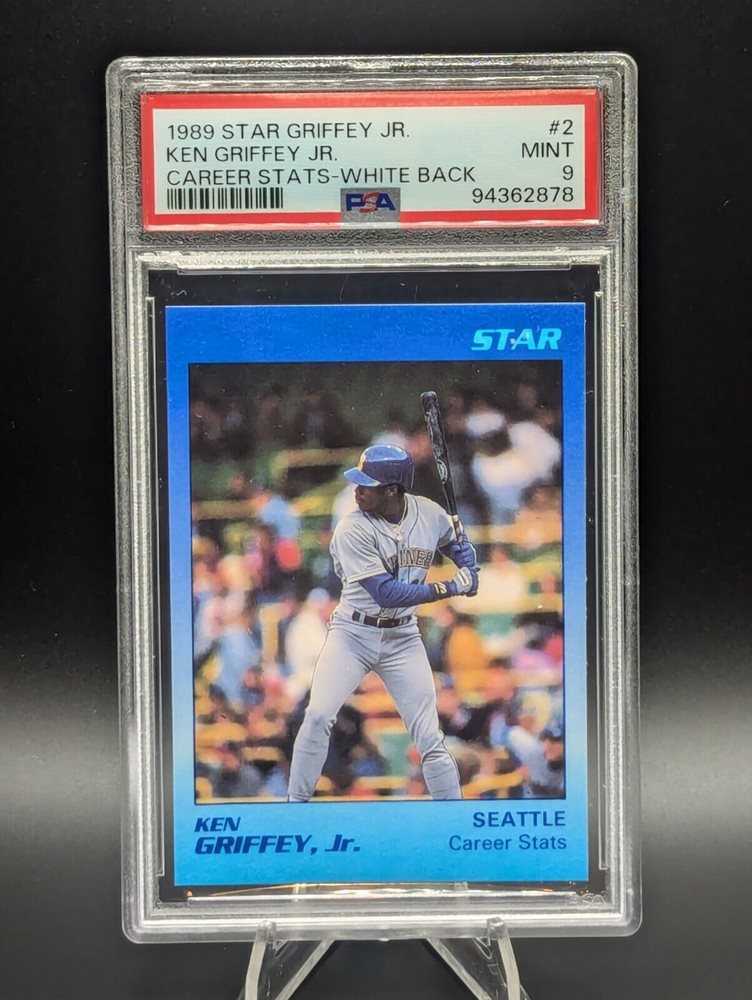 1989 STAR GRIFFEY JR. #2
KEN GRIFFEY JR. MINT
CAREER STATS-WHITE BACK 9
PSA 94362878
STAR
KEN SEATTLE
GRIFFEY, Jr. Career Stats